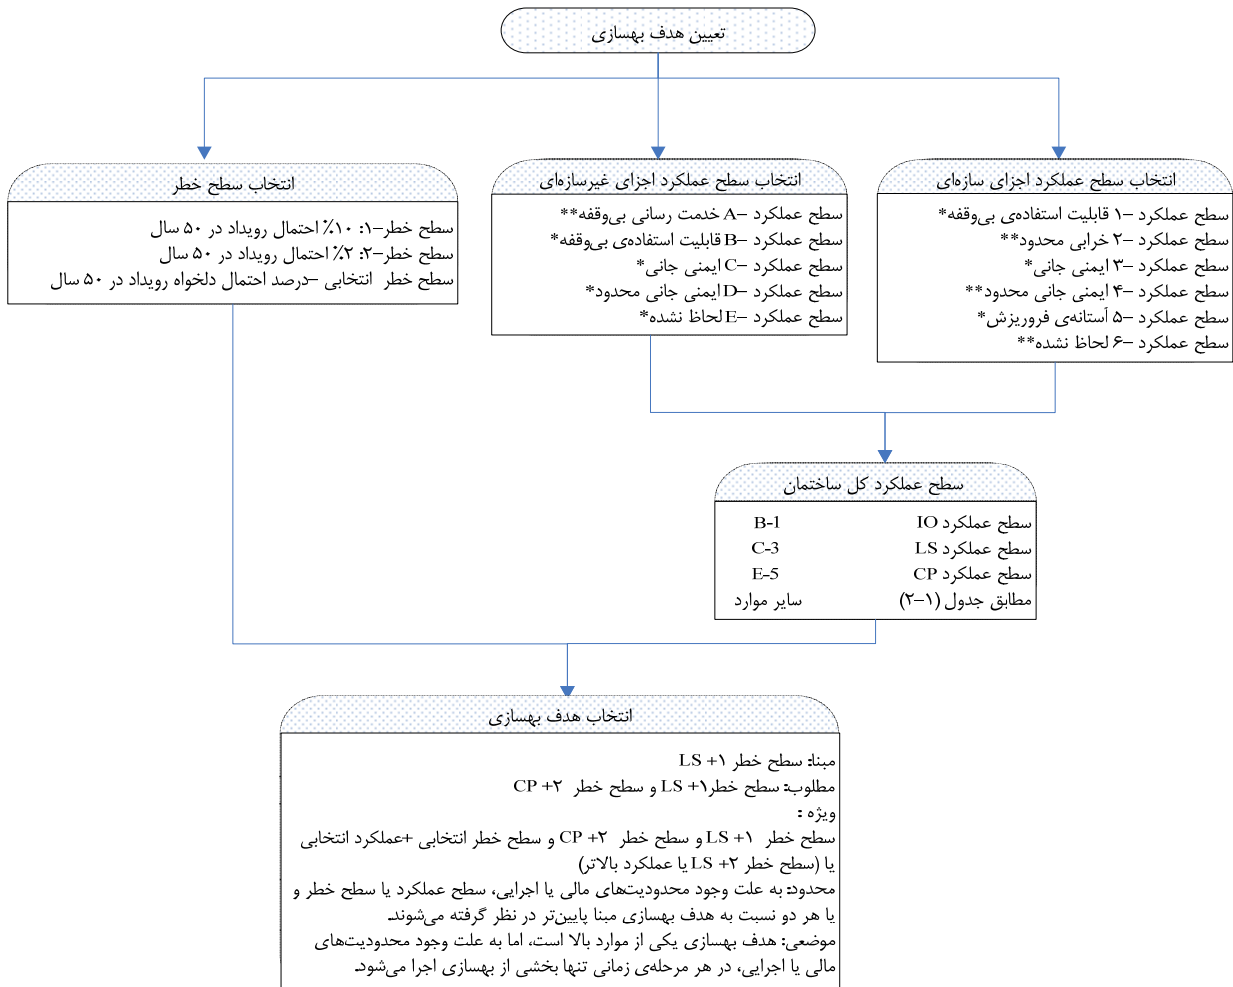 تعیین هدف بهسازی
انتخاب سطح عملکرد اجزای سازه‌ای
سطح عملکرد –۱ قابلیت استفاده‌ی بی‌وقفه*
سطح عملکرد –۲ خرابی محدود**
سطح عملکرد –۳ ایمنی جانی*
سطح عملکرد –۴ ایمنی جانی محدود**
سطح عملکرد –۵ آستانه‌ی فروریزش*
سطح عملکرد –۶ لحاظ نشده**
انتخاب سطح عملکرد اجزای غیرسازه‌ای
سطح عملکرد –A خدمت رسانی بی‌وقفه**
سطح عملکرد –B قابلیت استفاده‌ی بی‌وقفه*
سطح عملکرد –C ایمنی جانی*
سطح عملکرد –D ایمنی جانی محدود*
سطح عملکرد –E لحاظ نشده*
انتخاب سطح خطر
سطح خطر–۱: ۱۰٪ احتمال رویداد در ۵۰ سال
سطح خطر–۲: ۲٪ احتمال رویداد در ۵۰ سال
سطح خطر انتخابی –درصد احتمال دلخواه رویداد در ۵۰ سال
سطح عملکرد کل ساختمان
سطح عملکرد IO B-1
سطح عملکرد LS C-3
سطح عملکرد CP E-5
مطابق جدول (۱–۲) سایر موارد
انتخاب هدف بهسازی
مبنا: سطح خطر ۱+ LS
مطلوب: سطح خطر۱+ LS و سطح خطر ۲+ CP
ویژه :
سطح خطر ۱+ LS و سطح خطر ۲+ CP و سطح خطر انتخابی +عملکرد انتخابی
یا (سطح خطر ۲+ LS یا عملکرد بالاتر)
محدود: به علت وجود محدودیت‌های مالی یا اجرایی، سطح عملکرد یا سطح خطر و
یا هر دو نسبت به هدف بهسازی مبنا پایین‌تر در نظر گرفته می‌شوند.
موضعی: هدف بهسازی یکی از موارد بالا است، اما به علت وجود محدودیت‌های
مالی یا اجرایی، در هر مرحله‌ی زمانی تنها بخشی از بهسازی اجرا می‌شود.